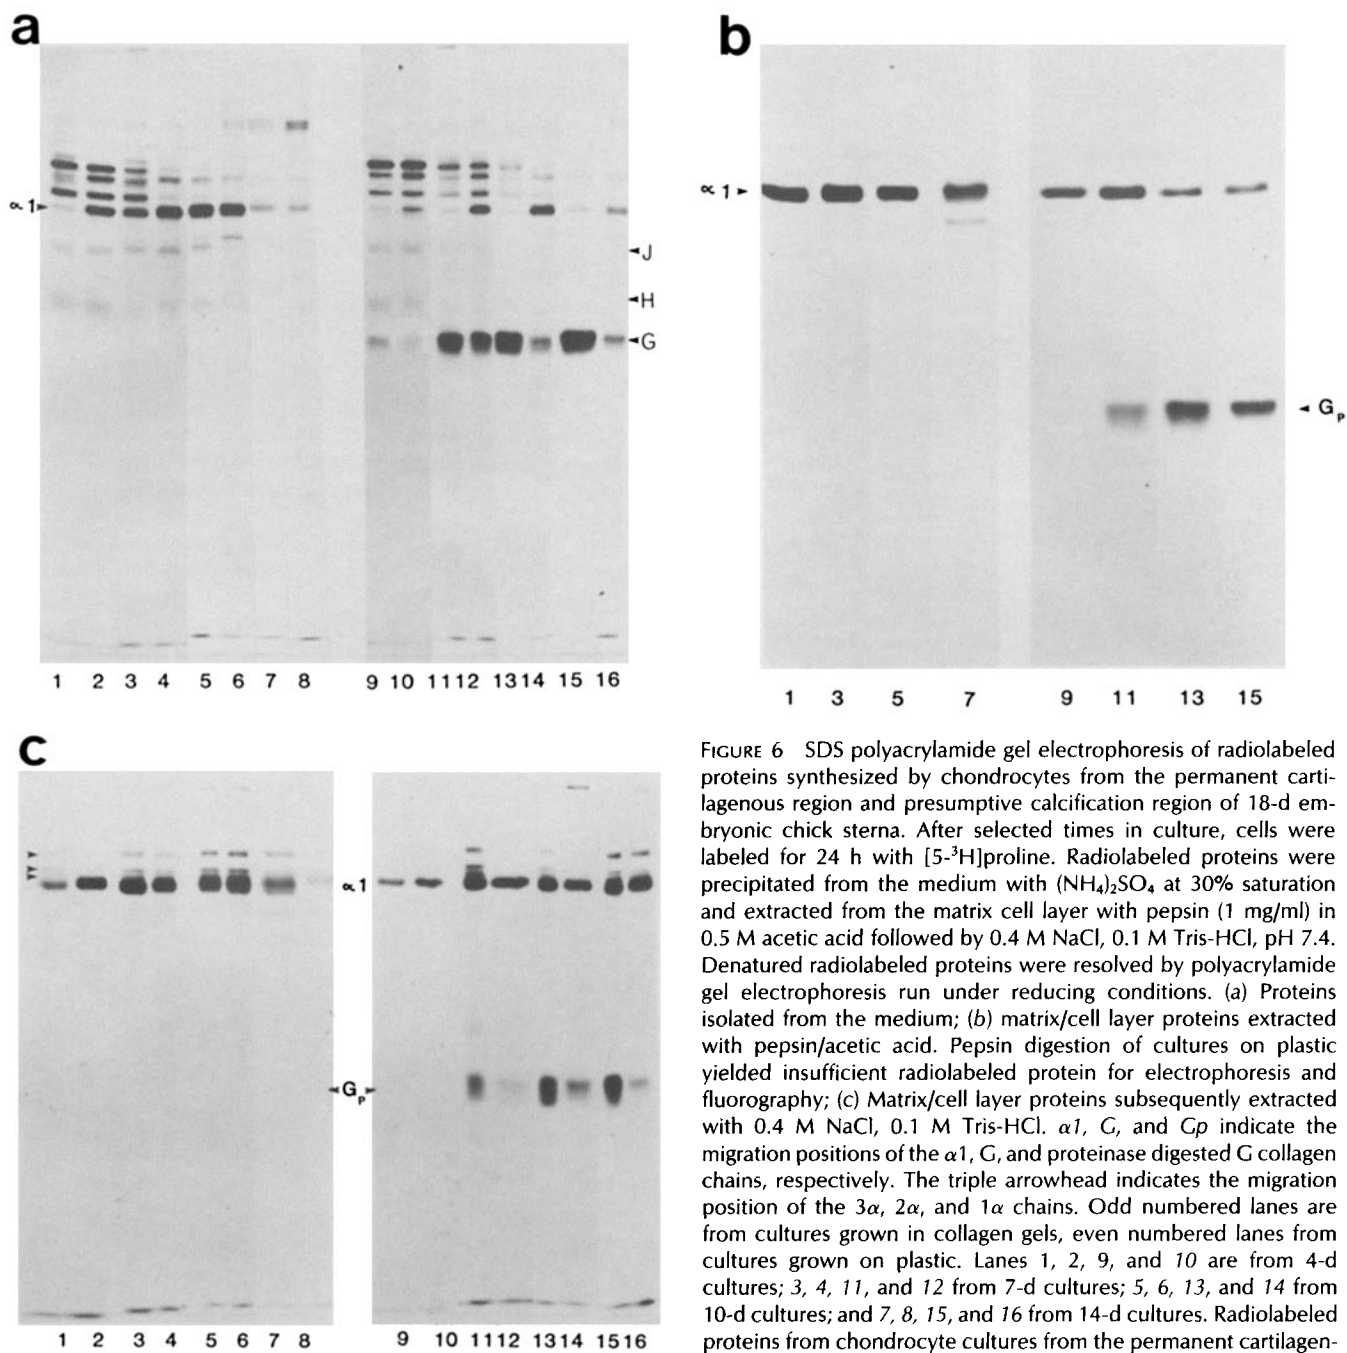 a
b
α 1
J
H
G
1 2 3 4 5 6 7 8 9 10 11 12 13 14 15 16
α 1
G P
1 3 5 7 9 11 13 15
C
α 1
G P
1 2 3 4 5 6 7 8 9 10 11 12 13 14 15 16
FIGURE 6 SDS polyacrylamide gel electrophoresis of radiolabeled
proteins synthesized by chondrocytes from the permanent carti-
lagenous region and presumptive calcification region of 18-d em-
bryonic chick sterna. After selected times in culture, cells were
labeled for 24 h with [5-³H]proline. Radiolabeled proteins were
precipitated from the medium with (NH₄)₂SO₄ at 30% saturation
and extracted from the matrix cell layer with pepsin (1 mg/ml) in
0.5 M acetic acid followed by 0.4 M NaCl, 0.1 M Tris-HCl, pH 7.4.
Denatured radiolabeled proteins were resolved by polyacrylamide
gel electrophoresis run under reducing conditions. (a) Proteins
isolated from the medium; (b) matrix/cell layer proteins extracted
with pepsin/acetic acid. Pepsin digestion of cultures on plastic
yielded insufficient radiolabeled protein for electrophoresis and
fluorography; (c) Matrix/cell layer proteins subsequently extracted
with 0.4 M NaCl, 0.1 M Tris-HCl. α1, G, and Gp indicate the
migration positions of the α1, G, and proteinase digested G collagen
chains, respectively. The triple arrowhead indicates the migration
position of the 3α, 2α, and 1α chains. Odd numbered lanes are
from cultures grown in collagen gels, even numbered lanes from
cultures grown on plastic. Lanes 1, 2, 9, and 10 are from 4-d
cultures; 3, 4, 11, and 12 from 7-d cultures; 5, 6, 13, and 14 from
10-d cultures; and 7, 8, 15, and 16 from 14-d cultures. Radiolabeled
proteins from chondrocyte cultures from the permanent cartilagen-